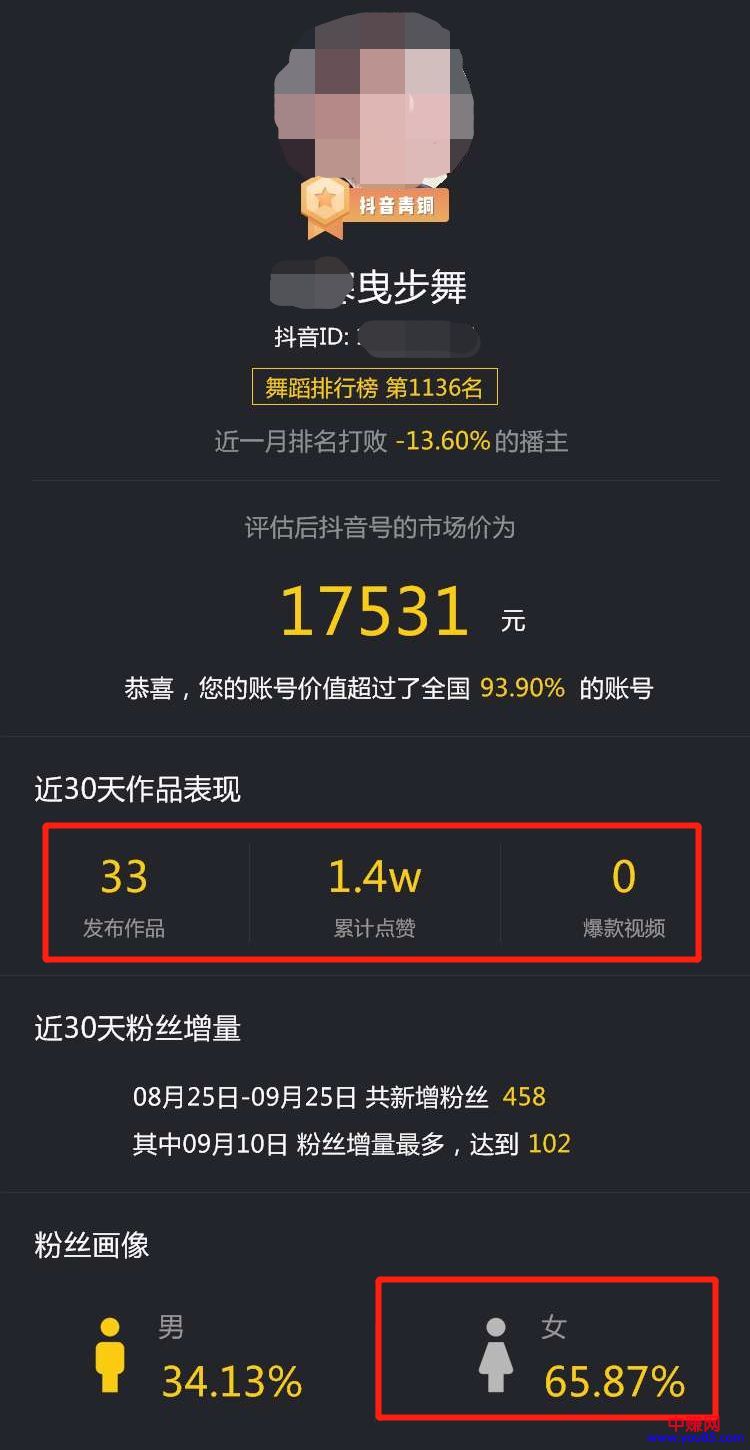 抖音青铜
曳步舞
抖音ID:
舞蹈排行榜 第1136名
近一月排名打败 -13.60%的播主
评估后抖音号的市场价为
17531 元
恭喜，您的账号价值超过了全国 93.90% 的账号
近30天作品表现
33 1.4w 0
发布作品 累计点赞 爆款视频
近30天粉丝增量
08月25日-09月25日 共新增粉丝 458
其中09月10日 粉丝增量最多，达到 102
粉丝画像
男 女
34.13% 65.87%
中赚网